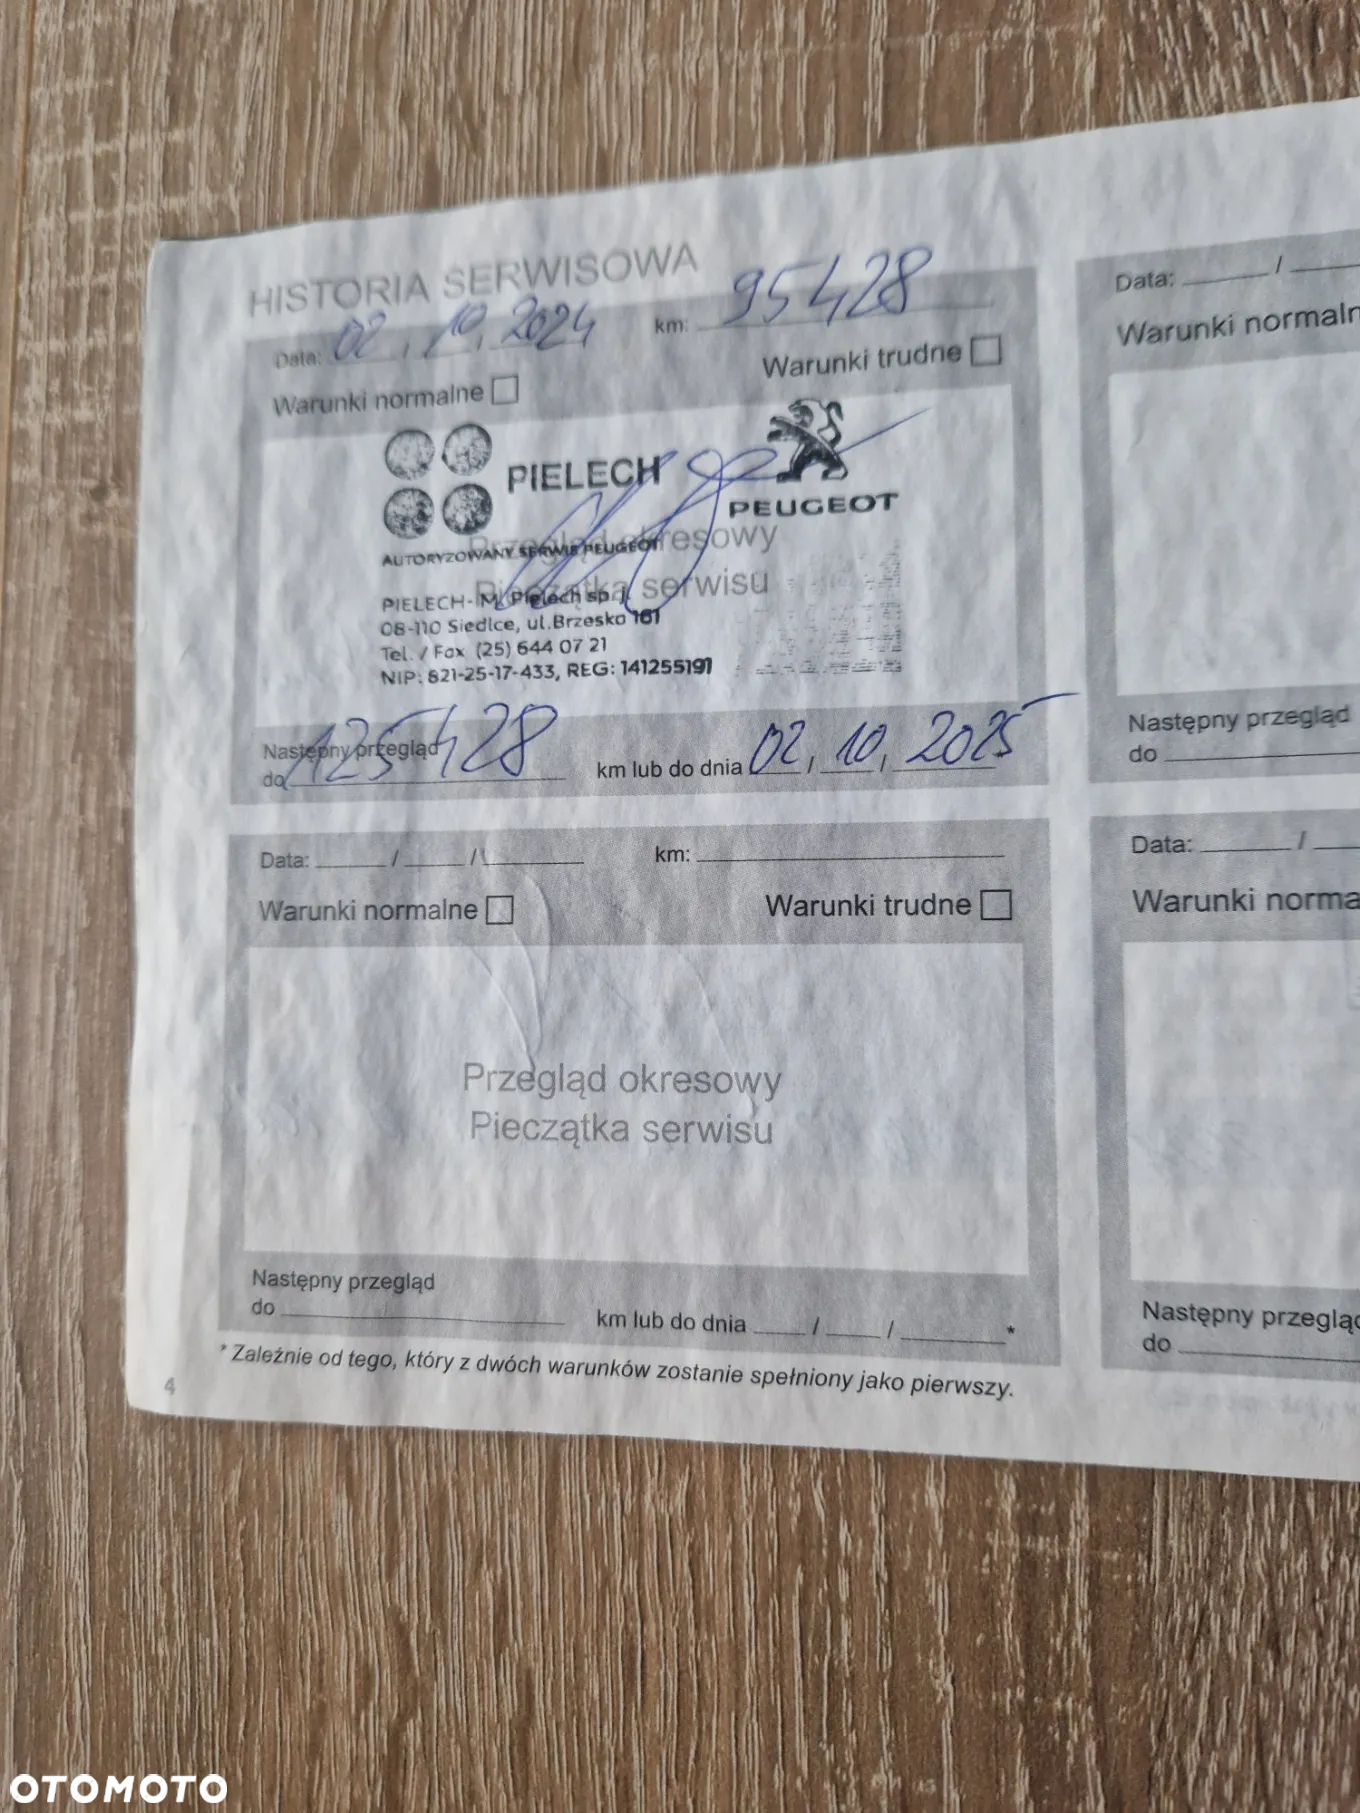 HISTORIA SERWISOWA
Data: 02, 10, 2024 km: 95428
Warunki normalne Warunki trudne
PIELECH
PEUGEOT
AUTORYZOWANY SERWIS PEUGEOT
Przegląd okresowy
Pieczątka serwisu
PIELECH-M. Pielech sp.j.
08-110 Siedlce, ul.Brzeska 161
Tel. / Fax (25) 644 07 21
NIP: 821-25-17-433, REG: 141255191
Następny przegląd
do 125428 km lub do dnia 02, 10, 2025
Data: / / km:
Warunki normalne Warunki trudne
Przegląd okresowy
Pieczątka serwisu
Następny przegląd
do km lub do dnia / / *
* Zależnie od tego, który z dwóch warunków zostanie spełniony jako pierwszy.
4
Data: /
Warunki normaln
Następny przegląd
do
Data: /
Warunki norma
Następny przegląd
do
OTOMOTO